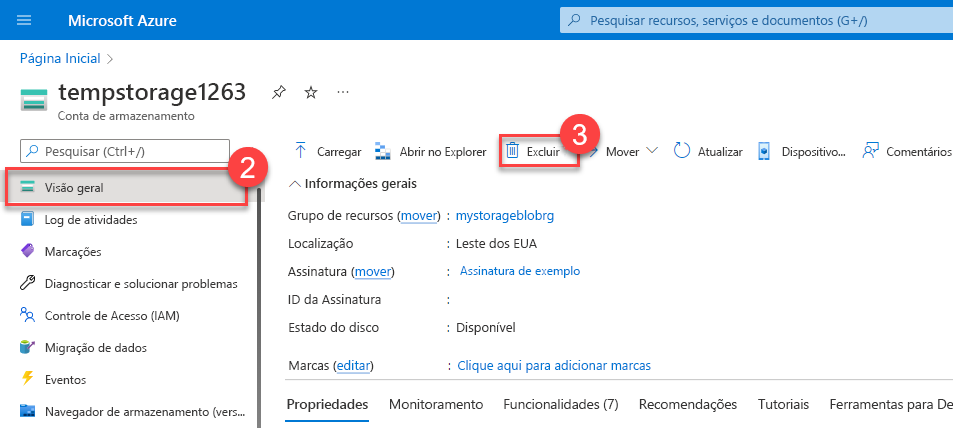 Microsoft Azure
Pesquisar recursos, serviços e documentos (G+/)
Página Inicial >
tempstorage1263 ...
Conta de armazenamento
Pesquisar (Ctrl+/)
2
Visão geral
Log de atividades
Marcações
Diagnosticar e solucionar problemas
Controle de Acesso (IAM)
Migração de dados
Eventos
Navegador de armazenamento (vers...
Carregar Abrir no Explorer Excluir 3 Mover Atualizar Dispositivo... Comentários
Informações gerais
Grupo de recursos (mover) : mystorageblobrg
Localização : Leste dos EUA
Assinatura (mover) : Assinatura de exemplo
ID da Assinatura :
Estado do disco : Disponível
Marcas (editar) : Clique aqui para adicionar marcas
Propriedades Monitoramento Funcionalidades (7) Recomendações Tutoriais Ferramentas para De